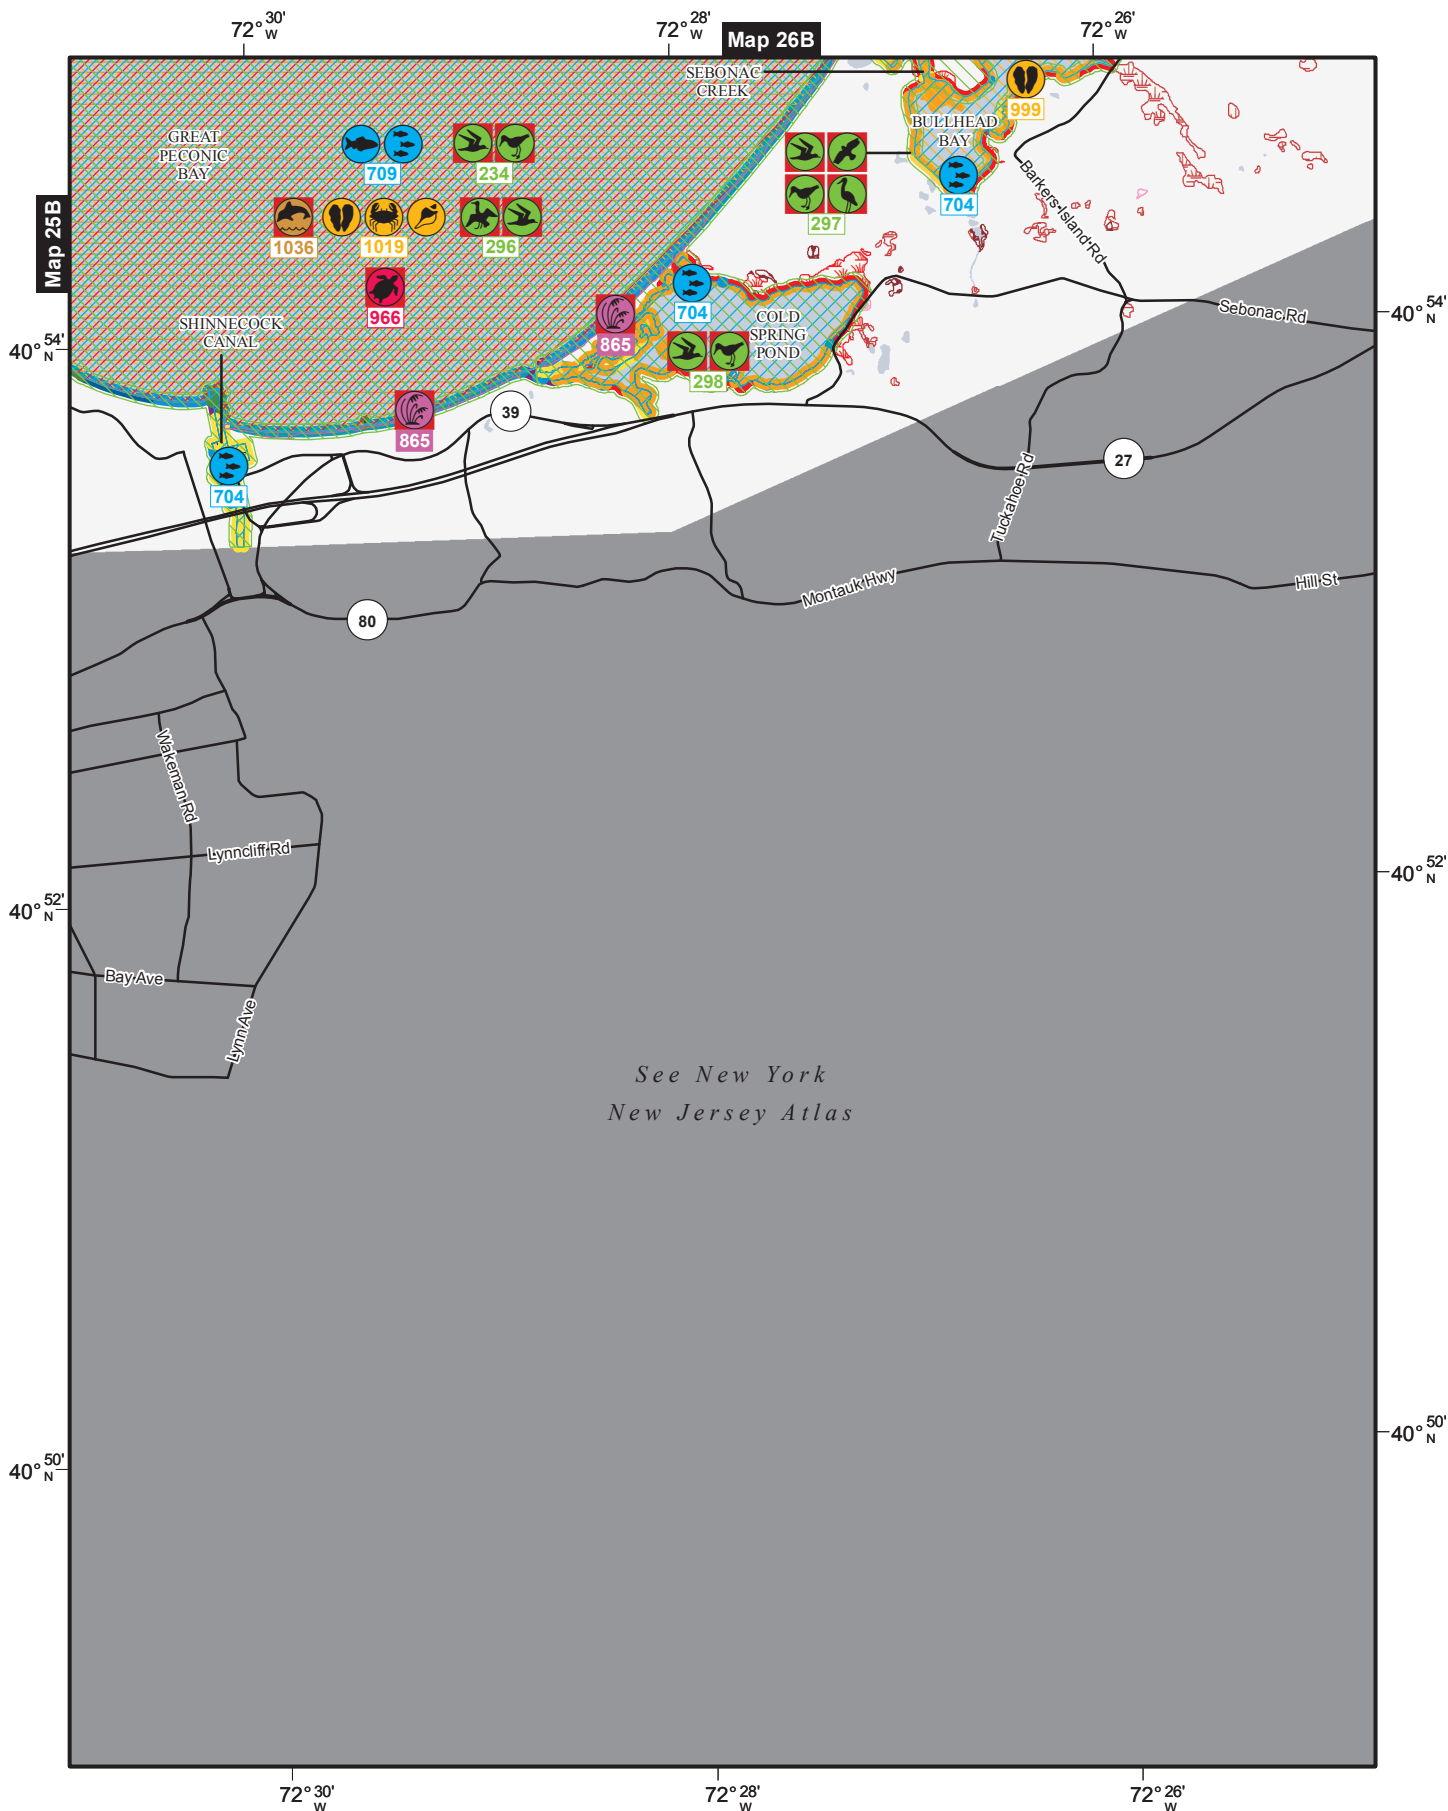 72° 30' W
72° 28' W
72° 26' W
Map 26B
SEBONAC
CREEK
999
BULLHEAD
BAY
GREAT
PECONIC
BAY
709
234
704
Barkers Island Rd
297
Map 25B
1036
1019
296
966
704
SHINNECOCK
CANAL
865
COLD
SPRING
POND
Sebonac Rd
40° 54' N
40° 54' N
298
39
865
27
704
Tuckahoe Rd
Montauk Hwy
Hill St
80
Wakeman Rd
Lynncliff Rd
40° 52' N
40° 52' N
Bay Ave
Lynn Ave
See New York
New Jersey Atlas
40° 50' N
40° 50' N
72° 30' W
72° 28' W
72° 26' W